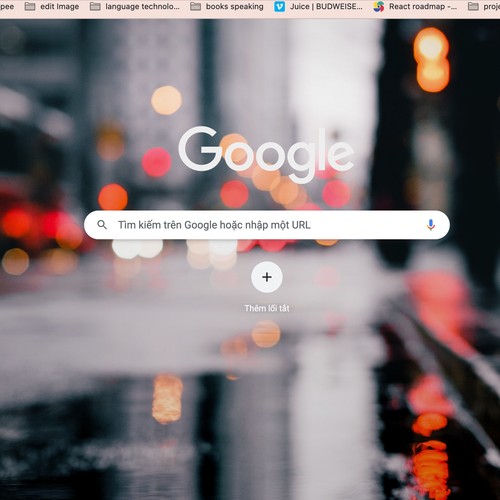 pee edit Image language technolo... books speaking Juice | BUDWEISE... React roadmap -... proje
Google
Tìm kiếm trên Google hoặc nhập một URL
Thêm lối tắt